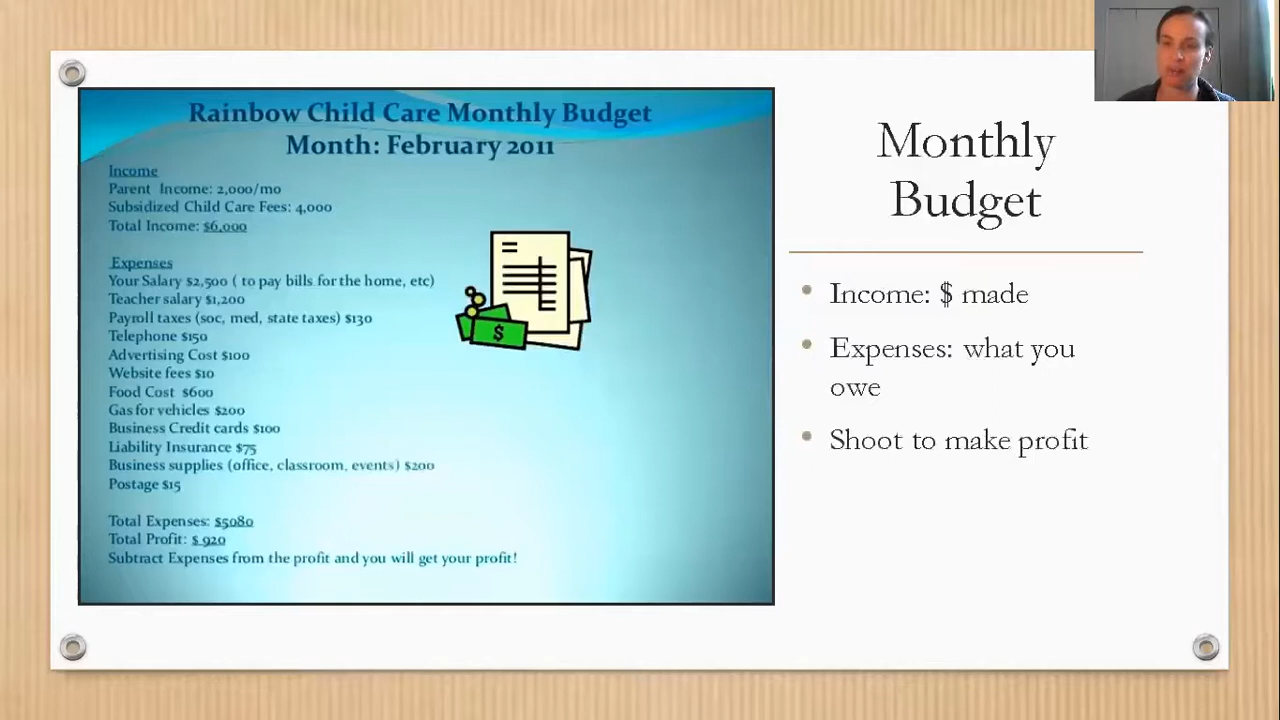 Rainbow Child Care Monthly Budget
Month: February 2011
Income
Parent Income: 2,000/mo
Subsidized Child Care Fees: 4,000
Total Income: $6,000
Expenses
Your Salary $2,500 ( to pay bills for the home, etc)
Teacher salary $1,200
Payroll taxes (soc, med, state taxes) $130
Telephone $150
Advertising Cost $100
Website fees $10
Food Cost $600
Gas for vehicles $200
Business Credit cards $100
Liability Insurance $75
Business supplies (office, classroom, events) $200
Postage $15
Total Expenses: $5080
Total Profit: $ 920
Subtract Expenses from the profit and you will get your profit!
$
Monthly
Budget
• Income: $ made
• Expenses: what you
owe
• Shoot to make profit